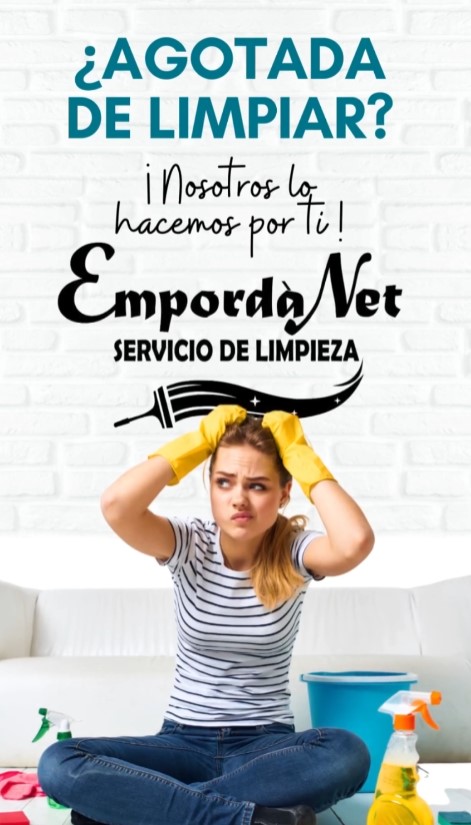 ¿AGOTADA
DE LIMPIAR?
¡Nosotros lo
hacemos por ti!
EmpordàNet
SERVICIO DE LIMPIEZA